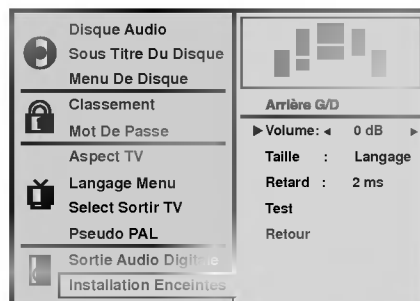 Disque Audio
Sous Titre Du Disque
Menu De Disque
Classement
Mot De Passe
Aspect TV
Langage Menu
Select Sortir TV
Pseudo PAL
Sortie Audio Digitale
Installation Enceintes
Arrière G/D
Volume: 0 dB
Taille : Langage
Retard : 2 ms
Test
Retour